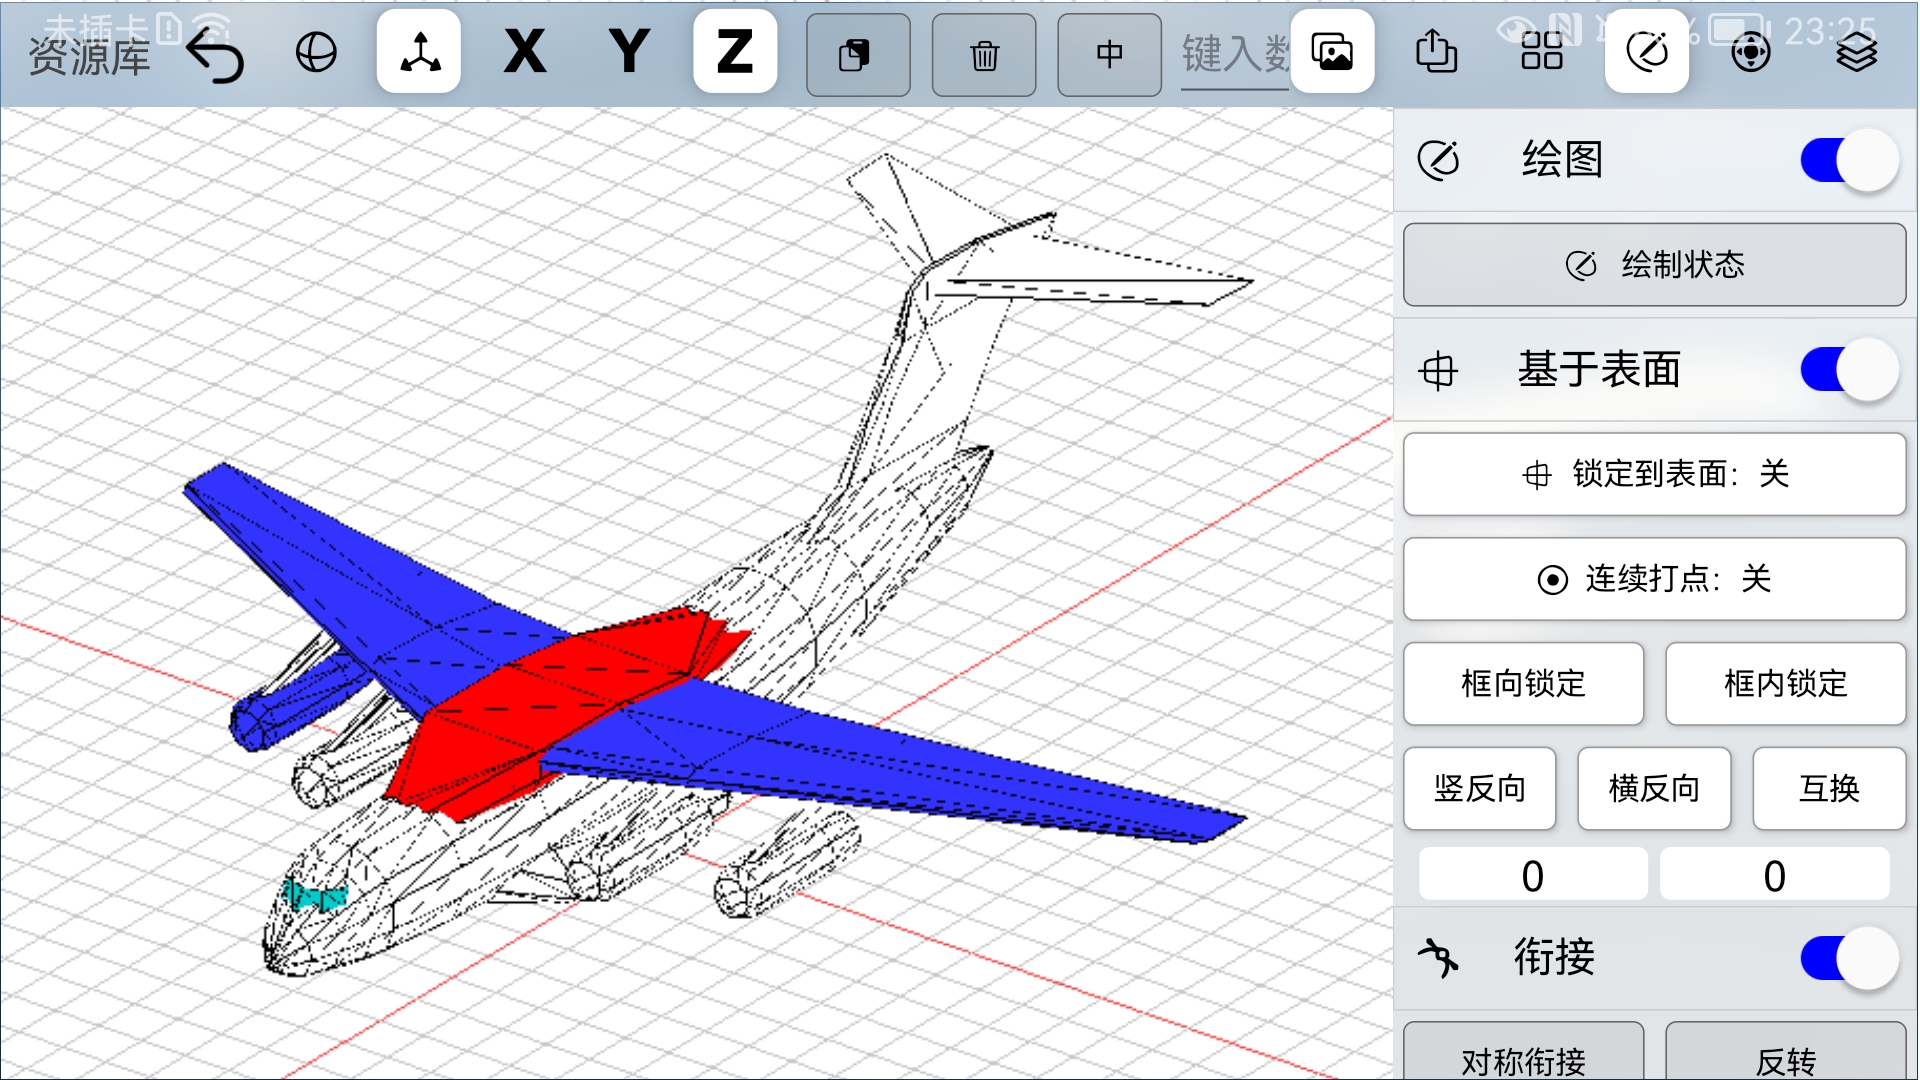 未插卡 23:25
资源库 X Y Z 中 键入数
绘图
绘制状态
基于表面
锁定到表面：关
连续打点：关
框向锁定 框内锁定
竖反向 横反向 互换
0 0
衔接
对称衔接 反转